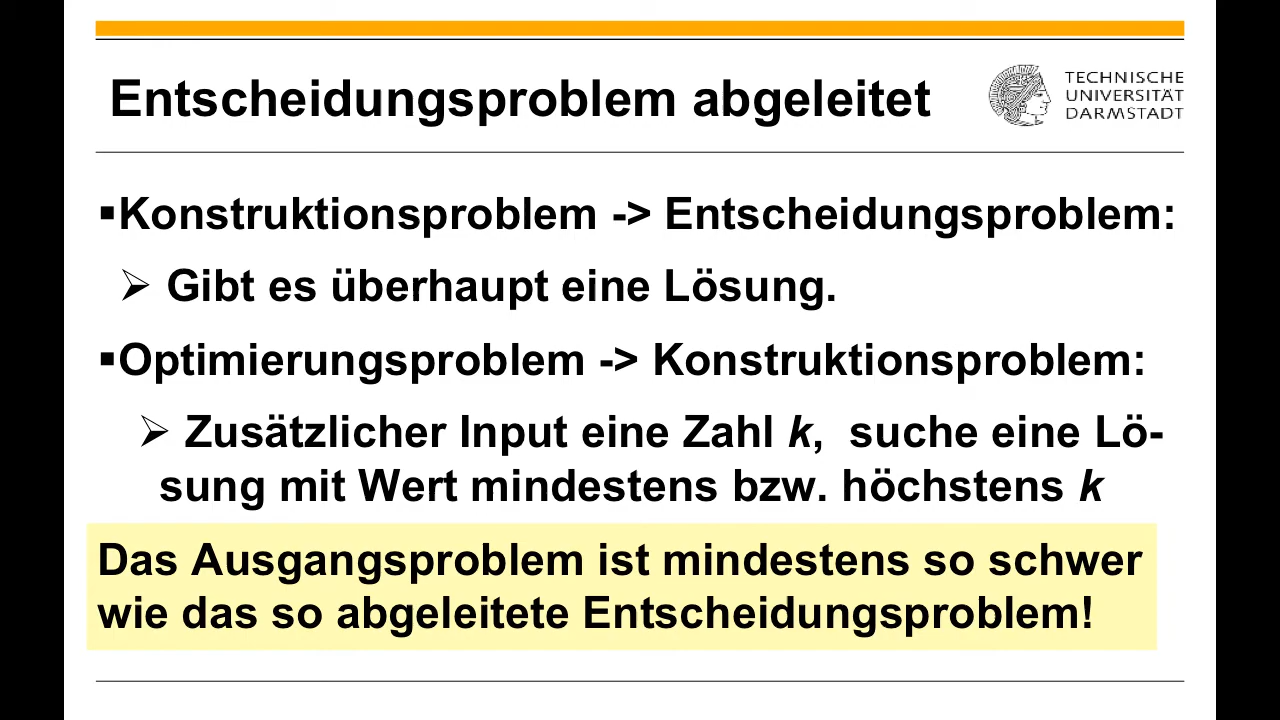 Entscheidungsproblem abgeleitet
TECHNISCHE
UNIVERSITÄT
DARMSTADT
▪Konstruktionsproblem -> Entscheidungsproblem:
➢ Gibt es überhaupt eine Lösung.
▪Optimierungsproblem -> Konstruktionsproblem:
➢ Zusätzlicher Input eine Zahl k, suche eine Lö-
sung mit Wert mindestens bzw. höchstens k
Das Ausgangsproblem ist mindestens so schwer
wie das so abgeleitete Entscheidungsproblem!